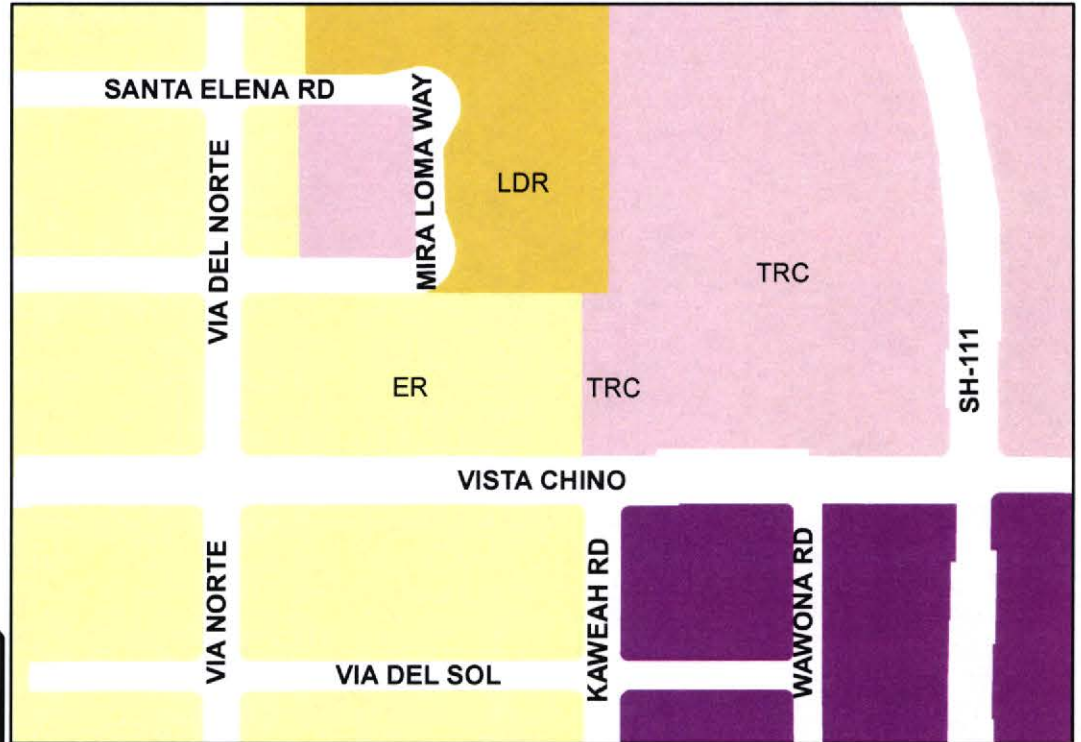 SANTA ELENA RD
MIRA LOMA WAY
LDR
VIA DEL NORTE
TRC
SH-111
ER
TRC
VISTA CHINO
VIA NORTE
KAWEAH RD
WAWONA RD
VIA DEL SOL